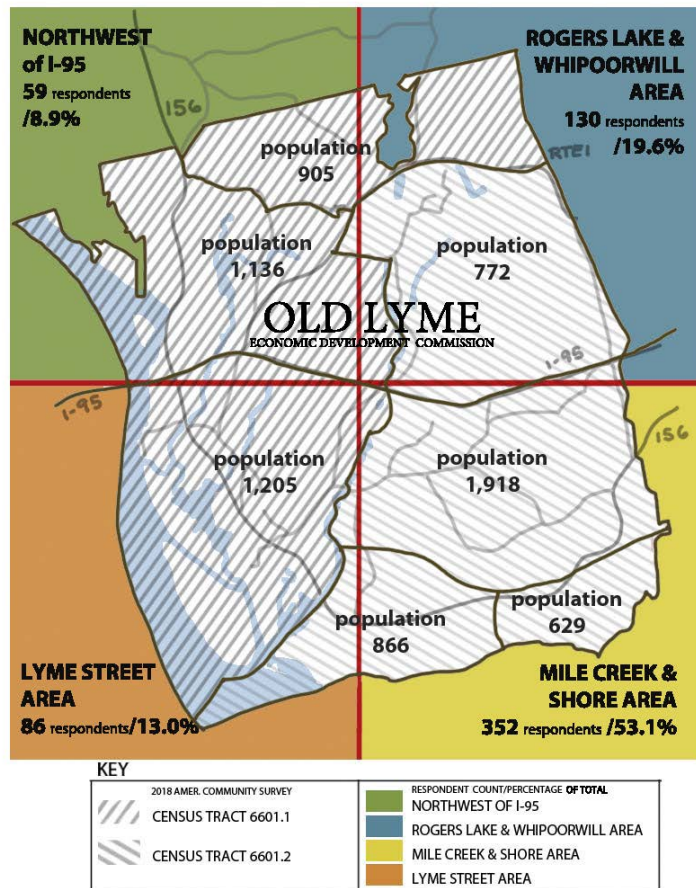 NORTHWEST
of I-95
59 respondents
/8.9%
ROGERS LAKE &
WHIPOORWILL
AREA
130 respondents
/19.6%
156
RTE1
population
905
population
1,136
population
772
OLD LYME
ECONOMIC DEVELOPMENT COMMISSION
I-95
I-95
156
population
1,205
population
1,918
population
866
population
629
LYME STREET
AREA
86 respondents/13.0%
MILE CREEK &
SHORE AREA
352 respondents /53.1%
KEY
2018 AMER. COMMUNITY SURVEY
CENSUS TRACT 6601.1
CENSUS TRACT 6601.2
RESPONDENT COUNT/PERCENTAGE OF TOTAL
NORTHWEST OF I-95
ROGERS LAKE & WHIPOORWILL AREA
MILE CREEK & SHORE AREA
LYME STREET AREA